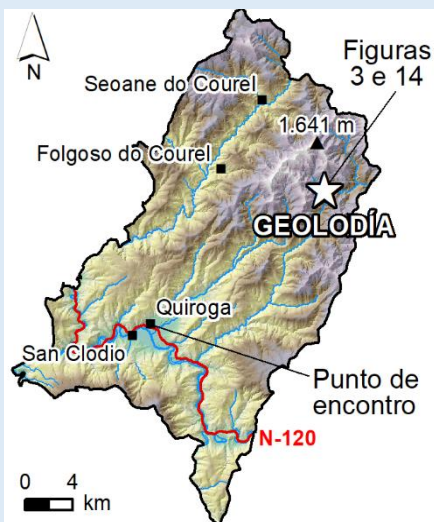 Figuras
3 e 14
N
Seoane do Courel
1.641 m
Folgoso do Courel
GEOLODÍA
Quiroga
San Clodio
Punto de
encontro
N-120
0 4
km